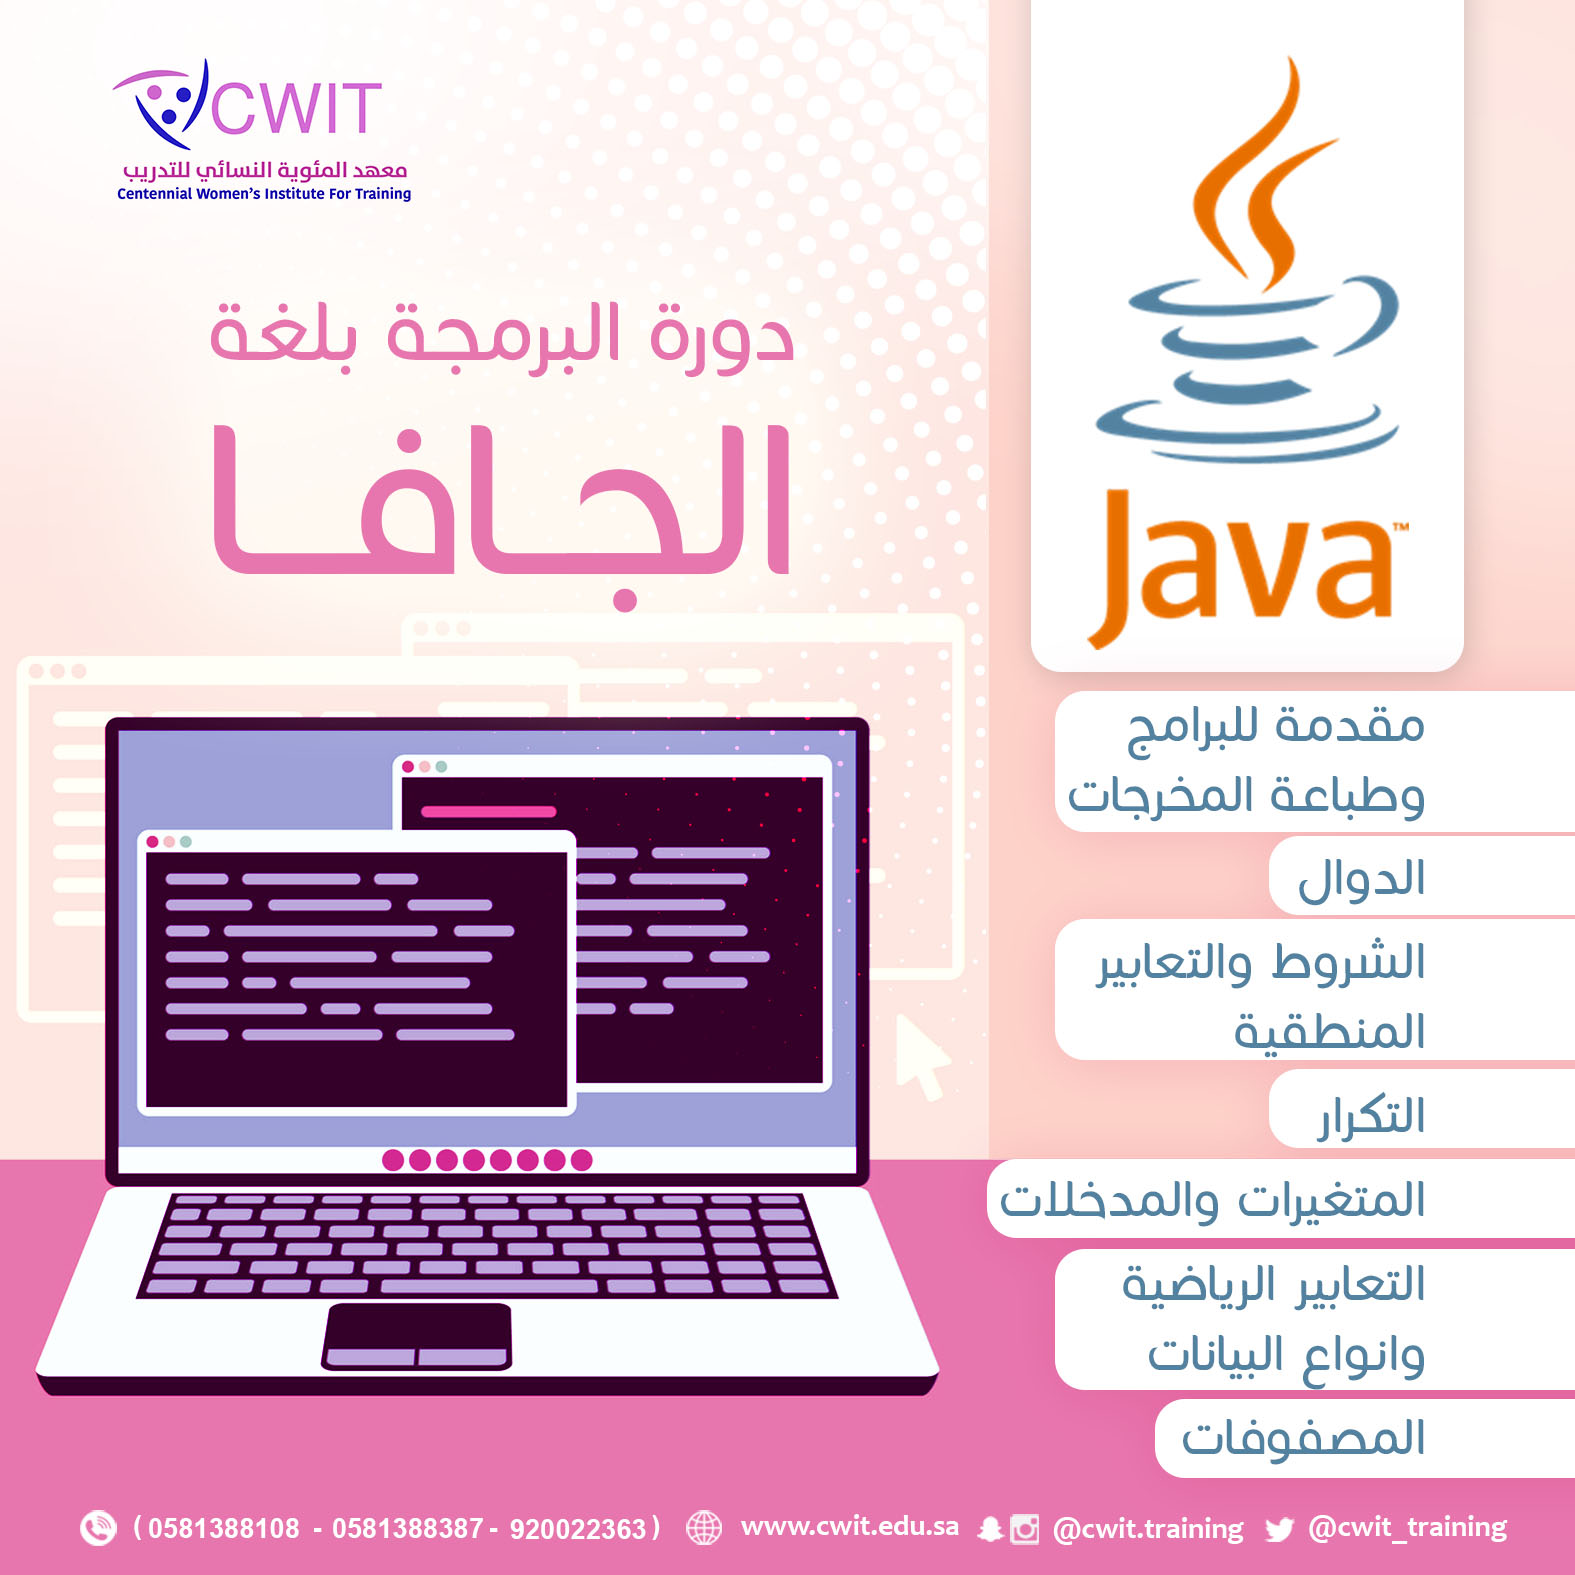 CWIT
معهد المئوية النسائي للتدريب
Centennial Women's Institute For Training
دورة البرمجة بلغة
الجافا
Java™
مقدمة للبرامج
وطباعة المخرجات
الدوال
الشروط والتعابير
المنطقية
التكرار
المتغيرات والمدخلات
التعابير الرياضية
وانواع البيانات
المصفوفات
( 0581388108 - 0581388387 - 920022363 ) www.cwit.edu.sa @cwit.training @cwit_training